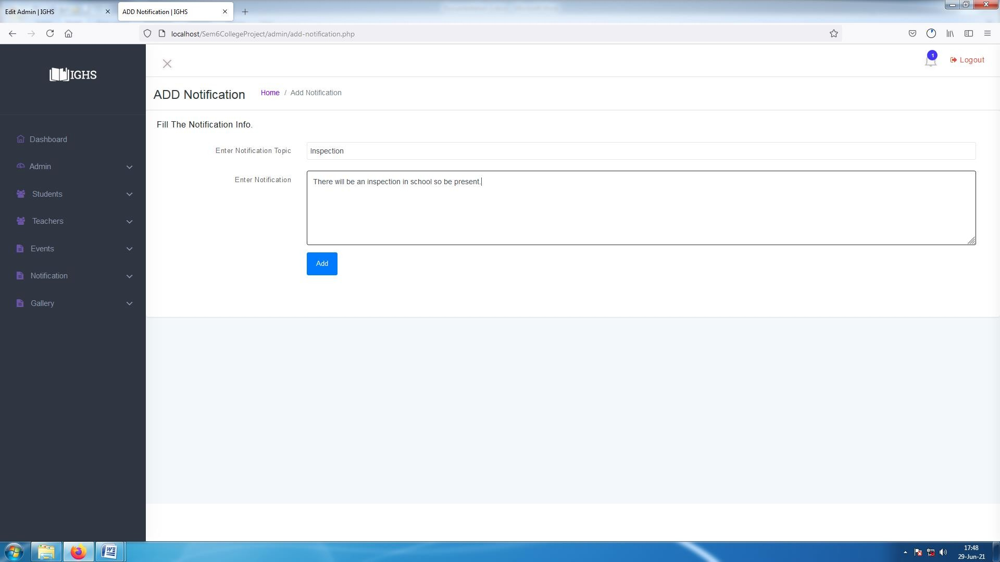 Edit Admin | IGHS
ADD Notification | IGHS
localhost/Sem6CollegeProject/admin/add-notification.php
IGHS
1
Logout
ADD Notification
Home / Add Notification
Fill The Notification Info.
Dashboard
Enter Notification Topic
Inspection
Admin
Enter Notification
There will be an inspection in school so be present.
Students
Teachers
Events
Add
Notification
Gallery
17:48
29-Jun-21